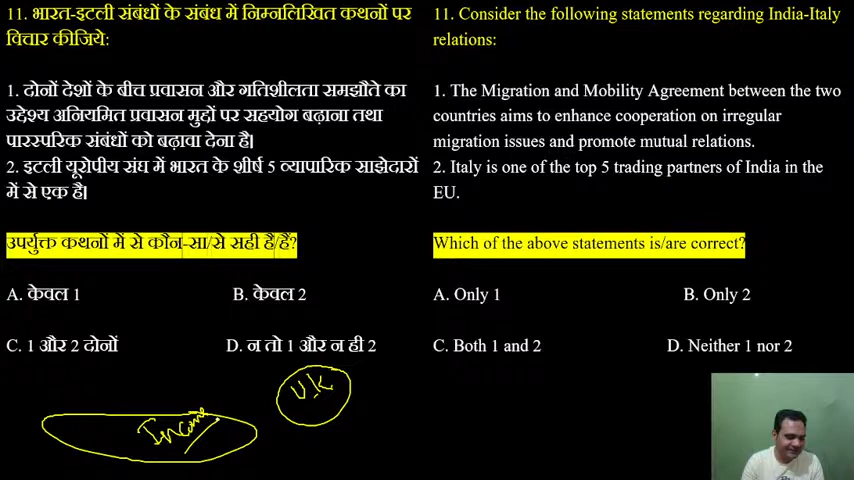 11. भारत-इटली संबंधों के संबंध में निम्नलिखित कथनों पर
विचार कीजिये:
1. दोनों देशों के बीच प्रवासन और गतिशीलता समझौते का
उद्देश्य अनियमित प्रवासन मुद्दों पर सहयोग बढ़ाना तथा
पारस्परिक संबंधों को बढ़ावा देना है।
2. इटली यूरोपीय संघ में भारत के शीर्ष 5 व्यापारिक साझेदारों
में से एक है।
उपर्युक्त कथनों में से कौन-सा/से सही है/हैं?
A. केवल 1 B. केवल 2
C. 1 और 2 दोनों D. न तो 1 और न ही 2
11. Consider the following statements regarding India-Italy
relations:
1. The Migration and Mobility Agreement between the two
countries aims to enhance cooperation on irregular
migration issues and promote mutual relations.
2. Italy is one of the top 5 trading partners of India in the
EU.
Which of the above statements is/are correct?
A. Only 1 B. Only 2
C. Both 1 and 2 D. Neither 1 nor 2
U.K
Income